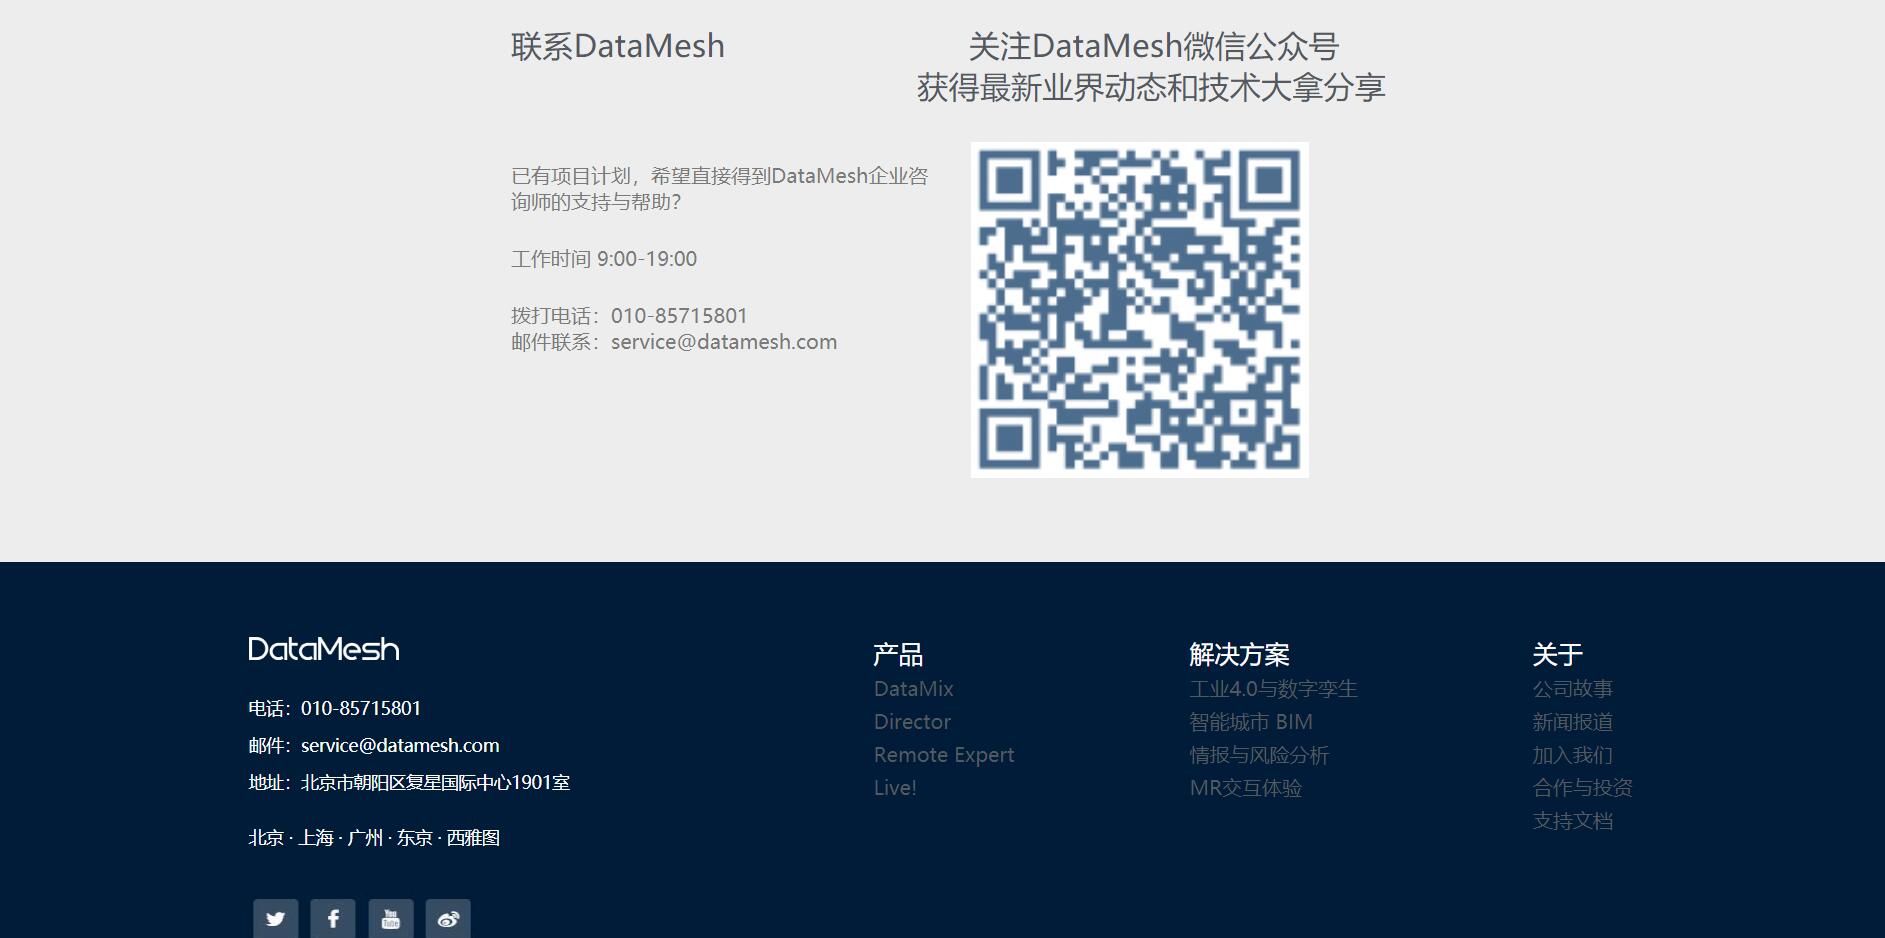 联系DataMesh
已有项目计划，希望直接得到DataMesh企业咨
询师的支持与帮助？
工作时间 9:00-19:00
拨打电话：010-85715801
邮件联系：service@datamesh.com
关注DataMesh微信公众号
获得最新业界动态和技术大拿分享
DataMesh
电话：010-85715801
邮件：service@datamesh.com
地址：北京市朝阳区复星国际中心1901室
北京 · 上海 · 广州 · 东京 · 西雅图
You
Tube
产品
DataMix
Director
Remote Expert
Live!
解决方案
工业4.0与数字孪生
智能城市 BIM
情报与风险分析
MR交互体验
关于
公司故事
新闻报道
加入我们
合作与投资
支持文档